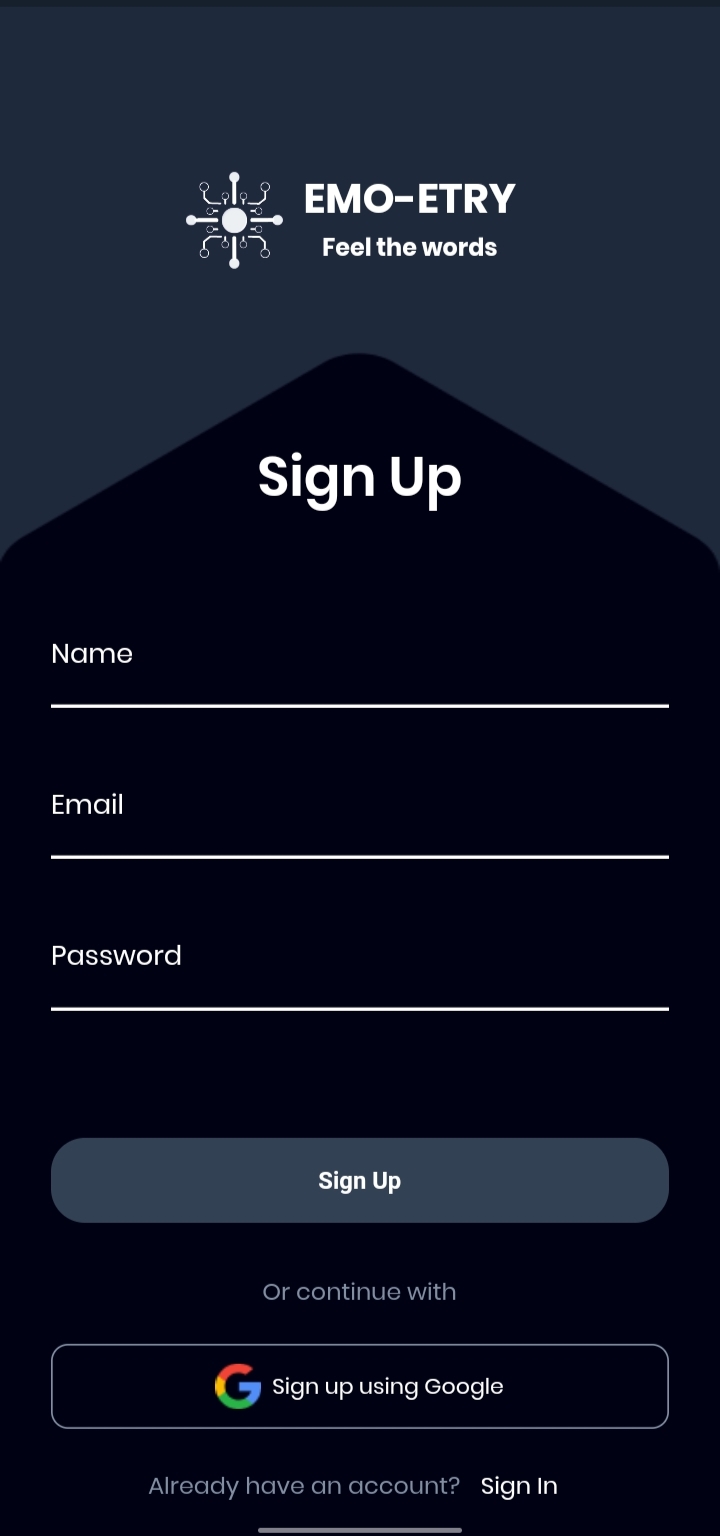 EMO-ETRY
Feel the words
Sign Up
Name
Email
Password
Sign Up
Or continue with
Sign up using Google
Already have an account? Sign In